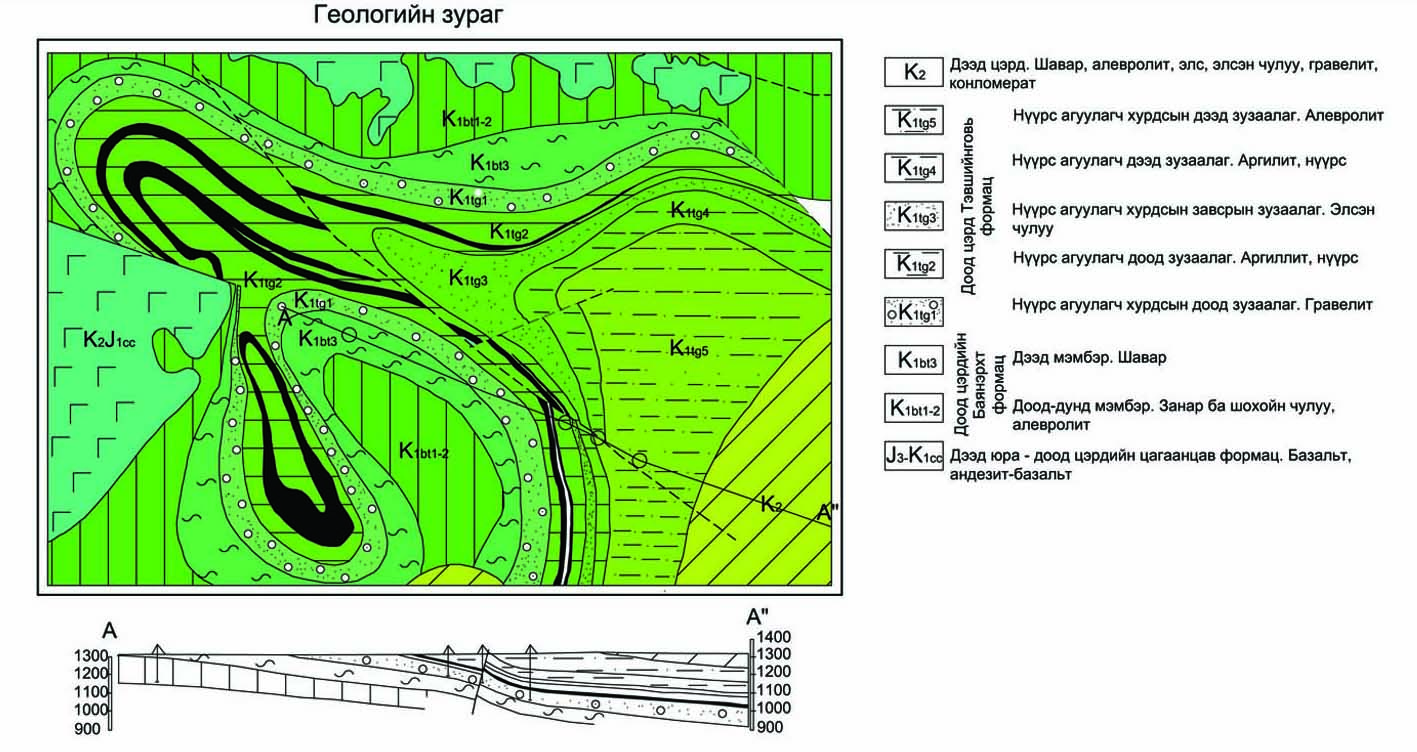 Геологийн зураг
K1bt1-2
K1bt3
K1tg1
K1tg4
K1tg2
K1tg3
K1tg2
K1tg1
A
K1bt3
K2J1cc
K1tg5
K1bt1-2
K2
A"
K2
Дээд цэрд. Шавар, алевролит, элс, элсэн чулуу, гравелит,
конломерат
K1tg5
Нүүрс агуулагч хурдсын дээд зузаалаг. Алевролит
K1tg4
Нүүрс агуулагч дээд зузаалаг. Аргилит, нүүрс
K1tg3
Нүүрс агуулагч хурдсын завсрын зузаалаг. Элсэн
чулуу
K1tg2
Нүүрс агуулагч доод зузаалаг. Аргиллит, нүүрс
K1tg1
Нүүрс агуулагч хурдсын доод зузаалаг. Гравелит
Доод цэрд Тэвшийнговь
формац
K1bt3
Дээд мэмбэр. Шавар
K1bt1-2
Доод-дунд мэмбэр. Занар ба шохойн чулуу,
алевролит
Доод цэрдийн
Баянэрхт
формац
J3-K1cc
Дээд юра - доод цэрдийн цагаанцав формац. Базальт,
андезит-базальт
A
A"
1300
1200
1100
1000
900
1400
1300
1200
1100
1000
900